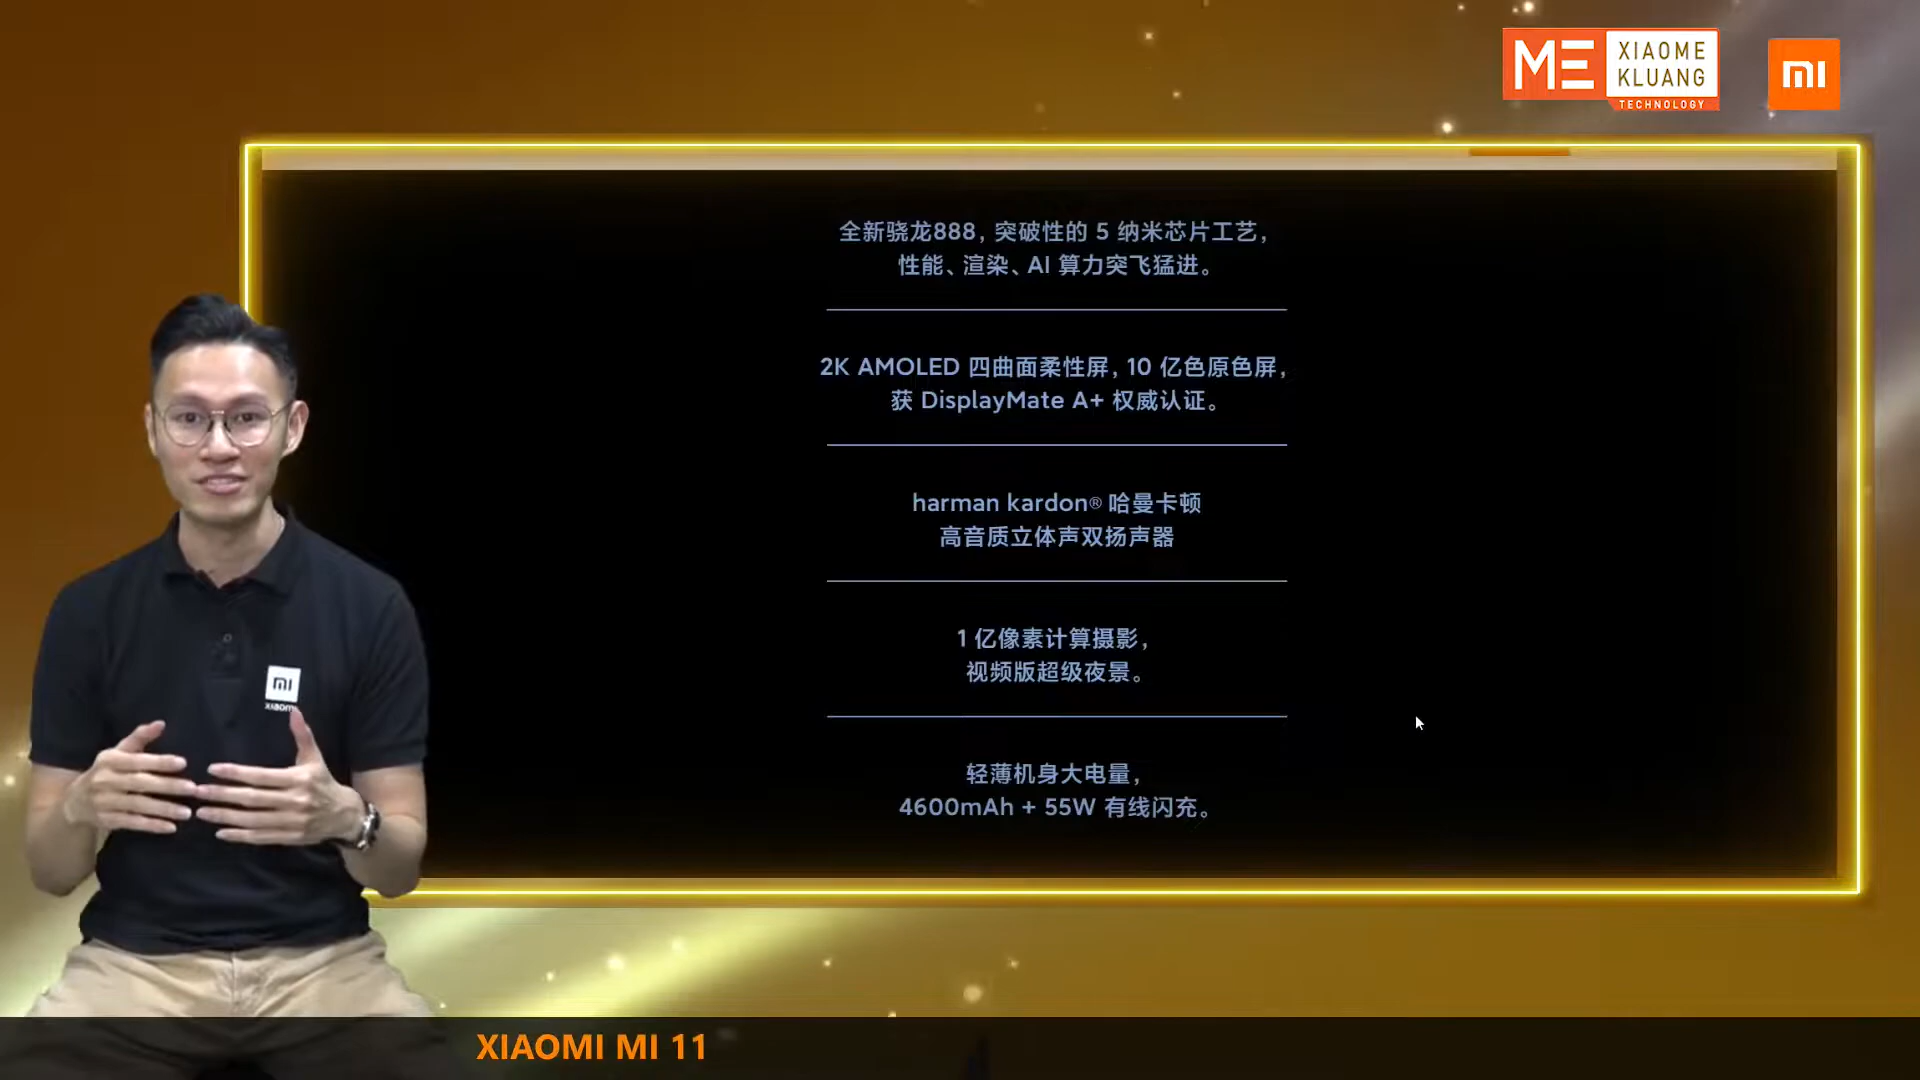 ME XIAOME
KLUANG
TECHNOLOGY
mi
全新骁龙888, 突破性的 5 纳米芯片工艺,
性能、渲染、AI 算力突飞猛进。
2K AMOLED 四曲面柔性屏, 10 亿色原色屏,
获 DisplayMate A+ 权威认证。
harman kardon® 哈曼卡顿
高音质立体声双扬声器
1 亿像素计算摄影,
视频版超级夜景。
轻薄机身大电量,
4600mAh + 55W 有线闪充。
mi
XIAOMI
XIAOMI MI 11